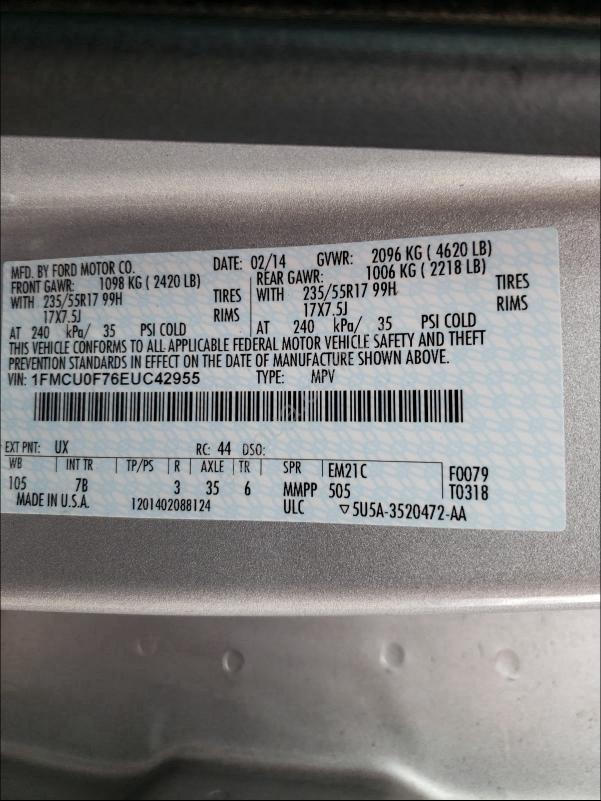 MFD. BY FORD MOTOR CO. DATE: 02/14 GVWR: 2096 KG ( 4620 LB)
FRONT GAWR: 1098 KG ( 2420 LB) REAR GAWR: 1006 KG ( 2218 LB)
WITH 235/55R17 99H TIRES WITH 235/55R17 99H TIRES
17X7.5J RIMS 17X7.5J RIMS
AT 240 kPa/ 35 PSI COLD AT 240 kPa/ 35 PSI COLD
THIS VEHICLE CONFORMS TO ALL APPLICABLE FEDERAL MOTOR VEHICLE SAFETY AND THEFT
PREVENTION STANDARDS IN EFFECT ON THE DATE OF MANUFACTURE SHOWN ABOVE.
VIN: 1FMCU0F76EUC42955 TYPE: MPV
EXT PNT: UX RC: 44 DSO:
WB INT TR TP/PS R AXLE TR SPR EM21C F0079
105 7B 3 35 6 MMPP 505 T0318
MADE IN U.S.A. 1201402088124 ULC ▽5U5A-3520472-AA